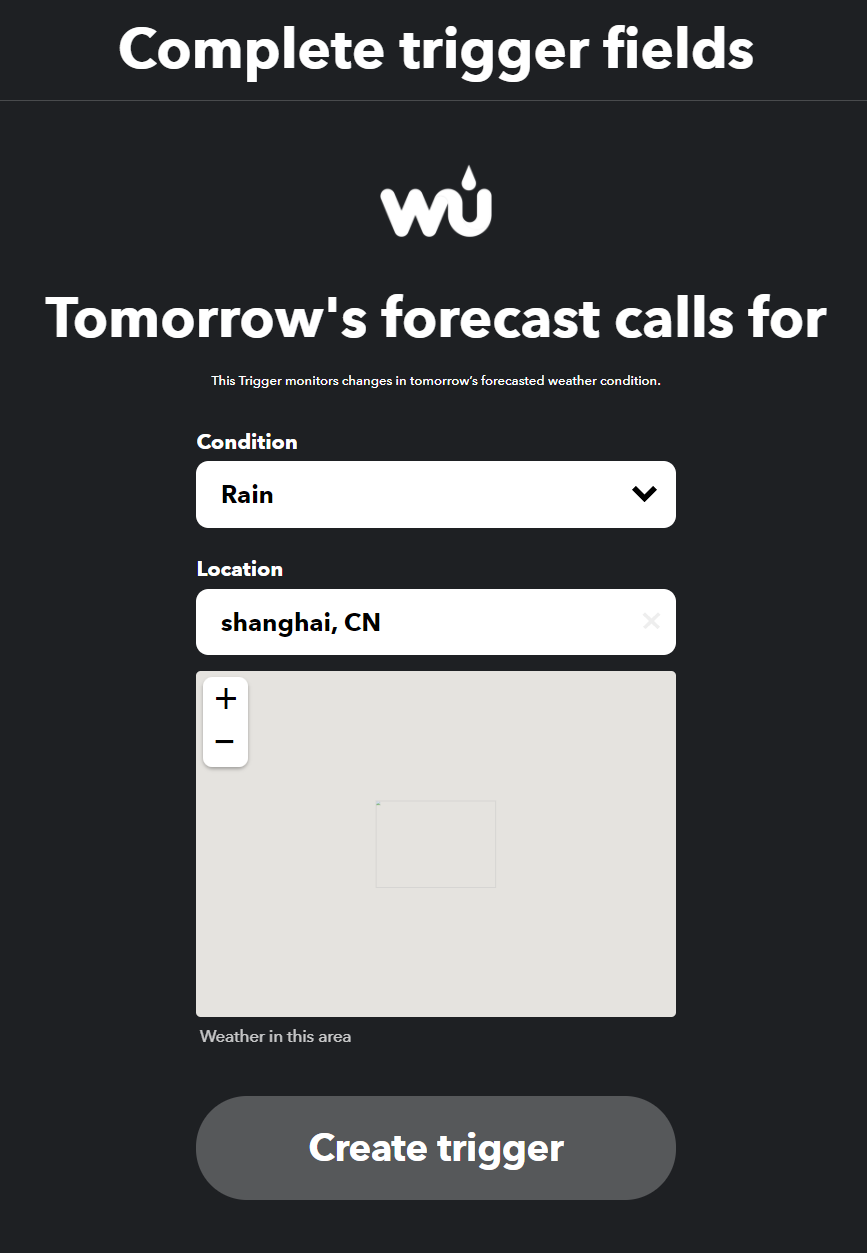 Complete trigger fields
wu
Tomorrow's forecast calls for
This Trigger monitors changes in tomorrow’s forecasted weather condition.
Condition
Rain
Location
shanghai, CN
+
−
Weather in this area
Create trigger